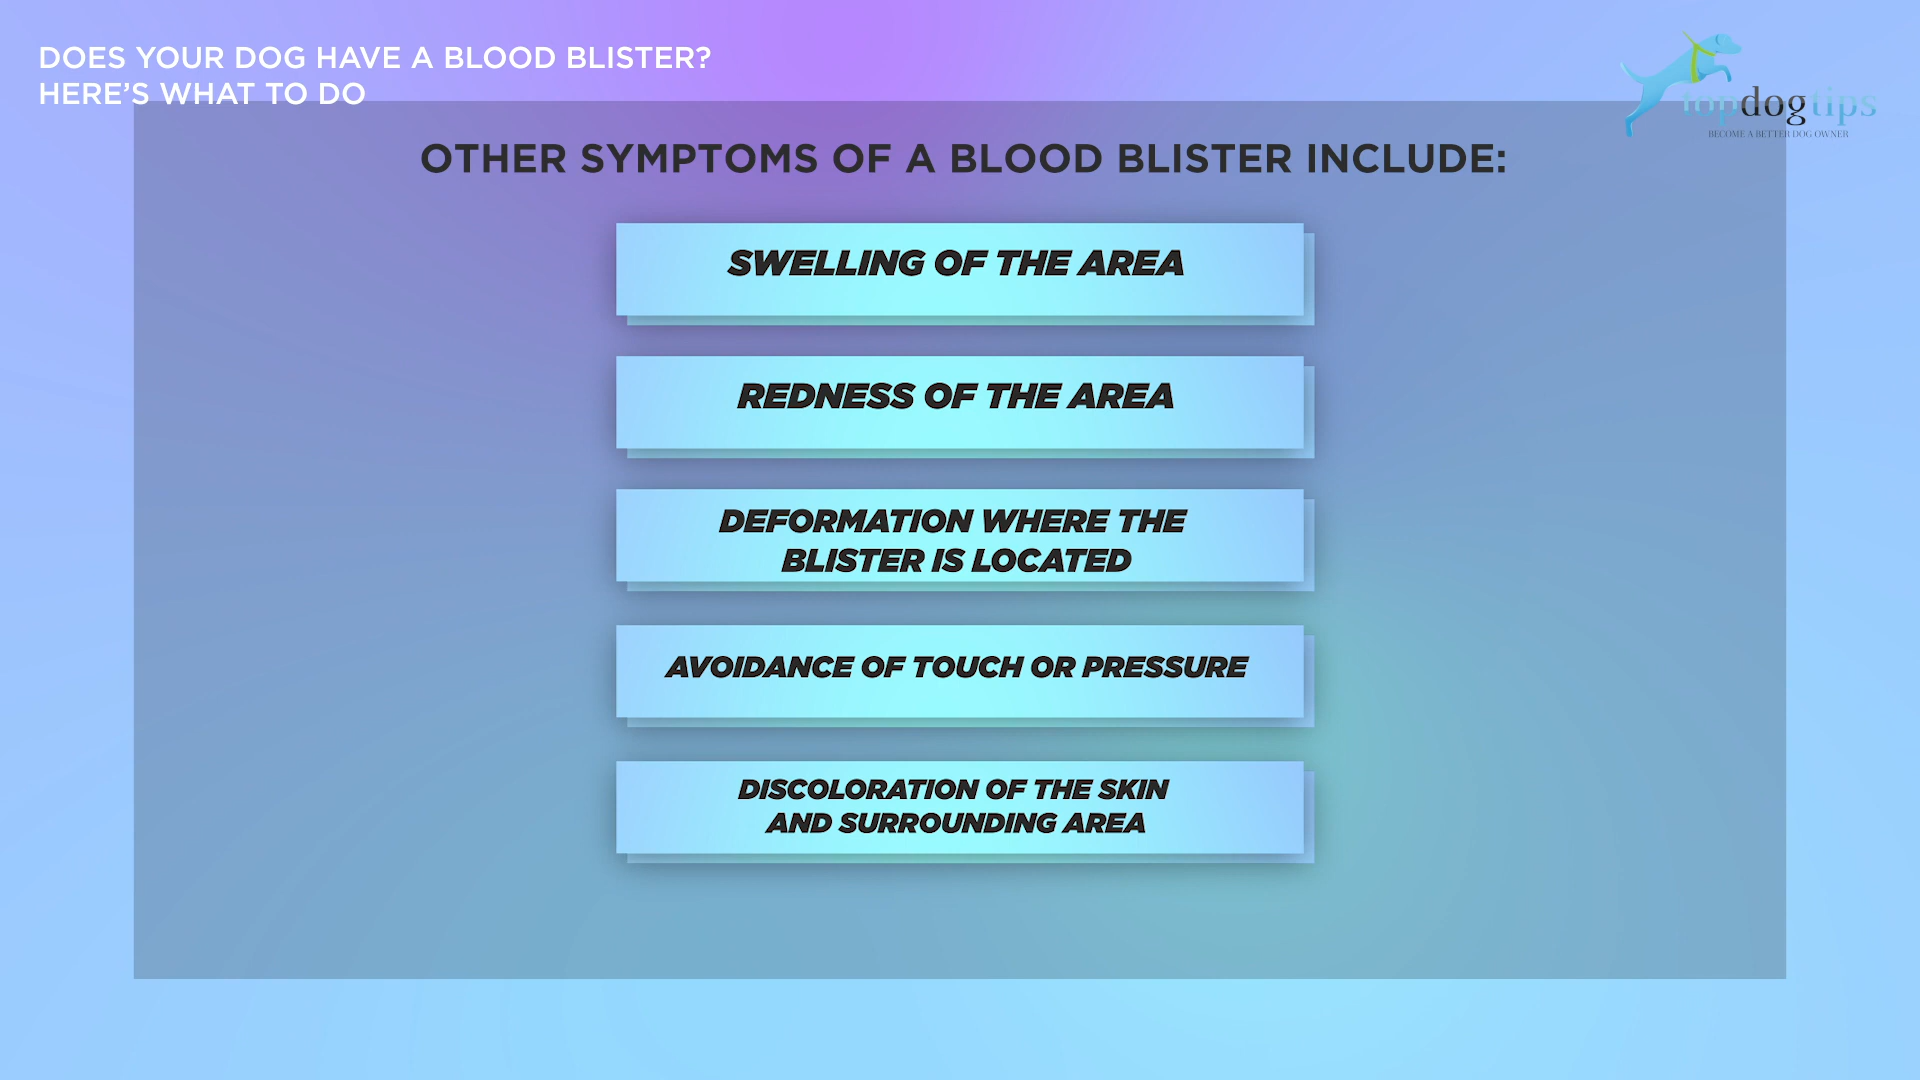 DOES YOUR DOG HAVE A BLOOD BLISTER?
HERE'S WHAT TO DO
topdogtips
BECOME A BETTER DOG OWNER
OTHER SYMPTOMS OF A BLOOD BLISTER INCLUDE:
SWELLING OF THE AREA
REDNESS OF THE AREA
DEFORMATION WHERE THE
BLISTER IS LOCATED
AVOIDANCE OF TOUCH OR PRESSURE
DISCOLORATION OF THE SKIN
AND SURROUNDING AREA